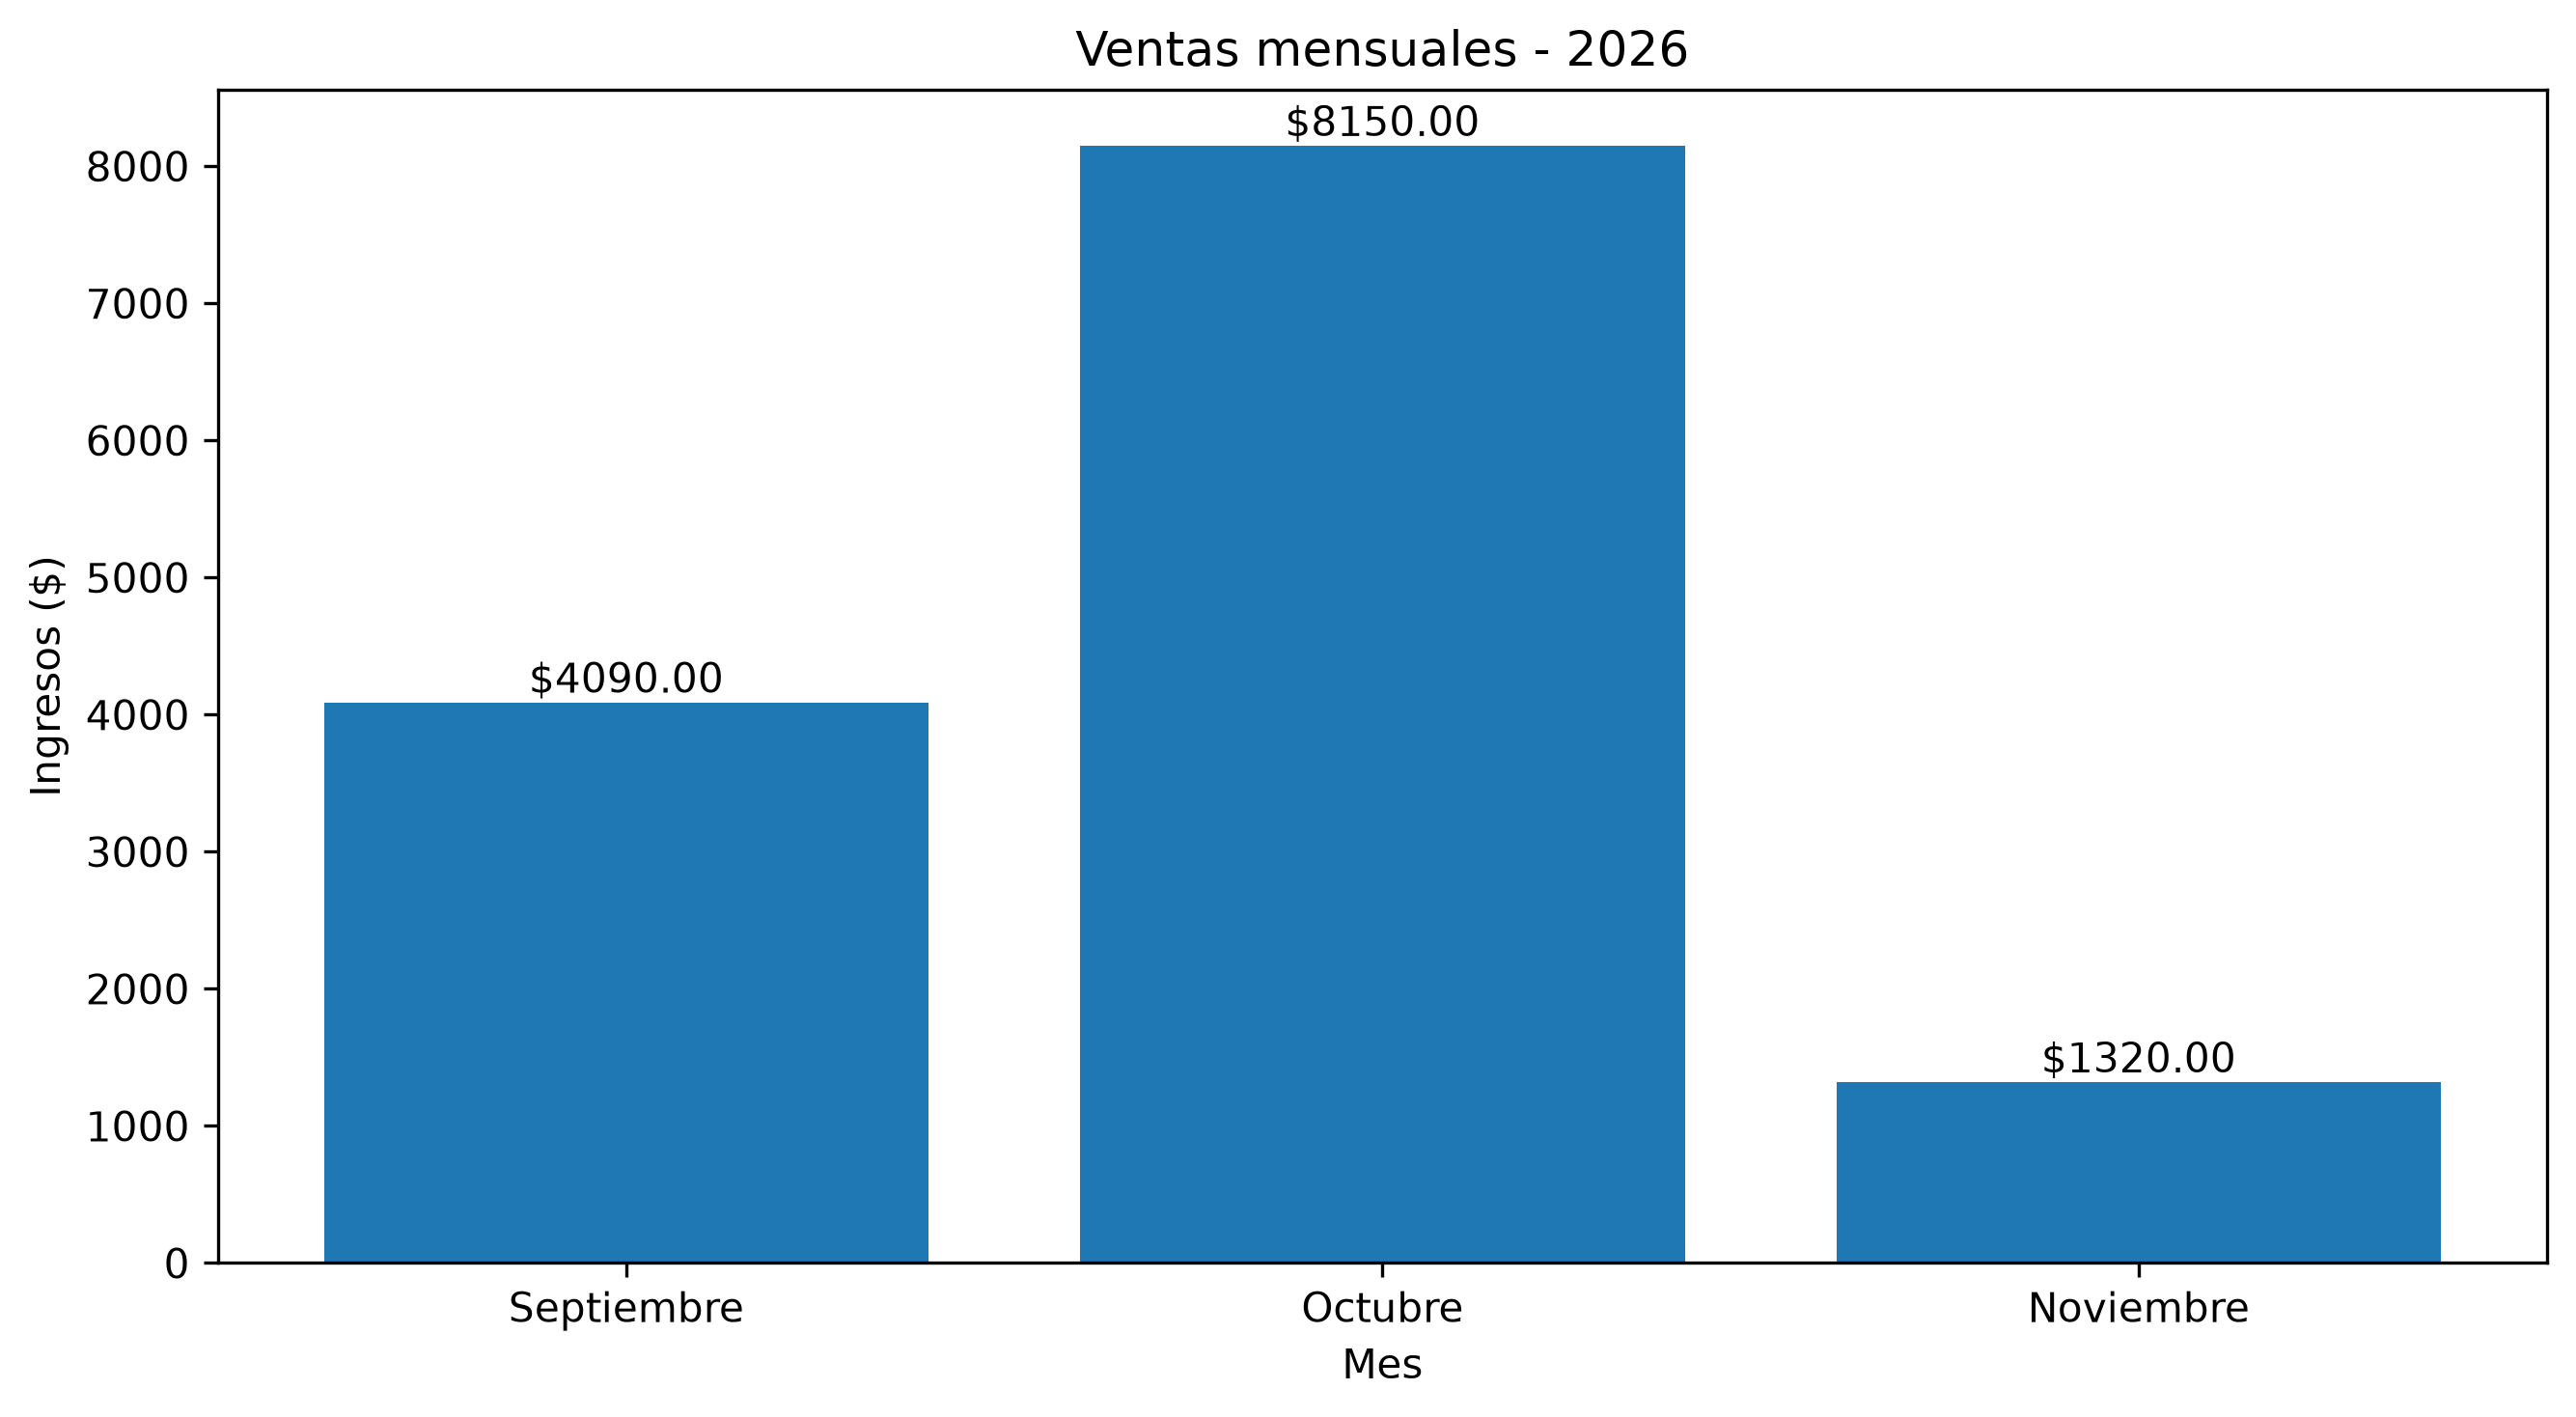 Ventas mensuales - 2026
$8150.00
8000
7000
6000
5000
$4090.00
4000
3000
2000
$1320.00
1000
0
Ingresos ($)
Septiembre
Octubre
Noviembre
Mes